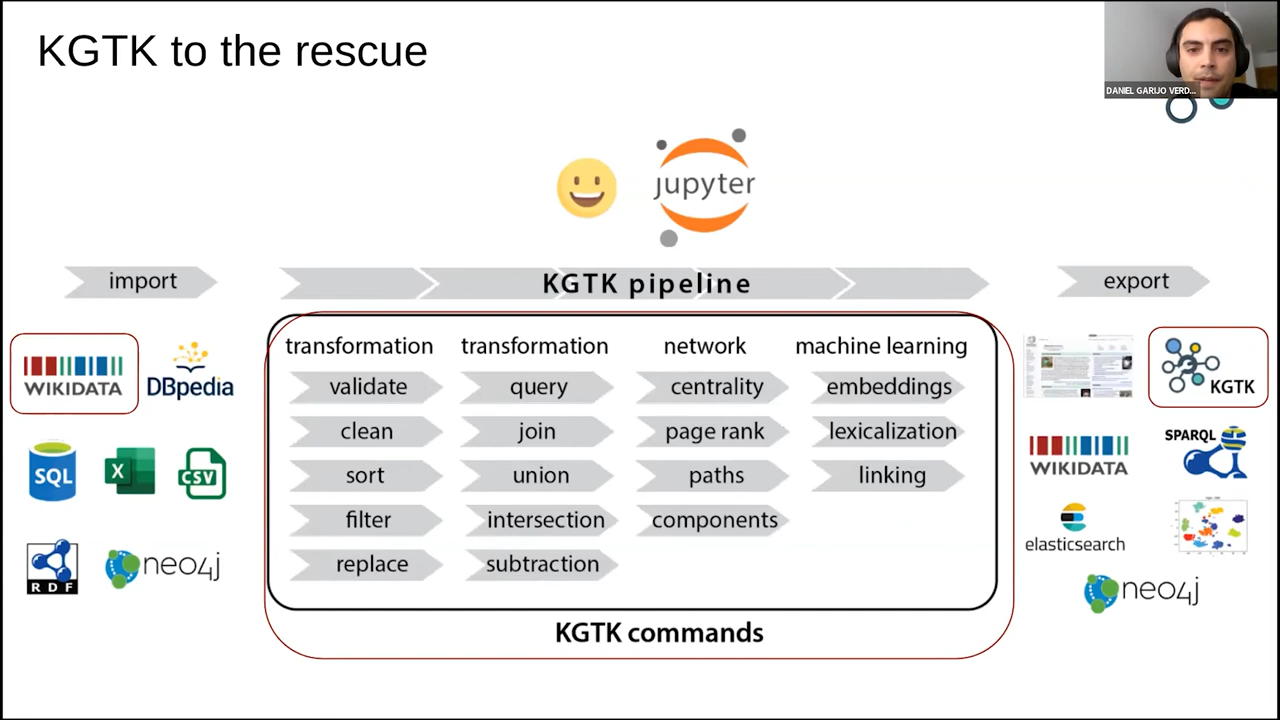 KGTK to the rescue
DANIEL GARIJO VERD...
jupyter
import
KGTK pipeline
export
WIKIDATA
DBpedia
SQL
X
CSV
RDF
neo4j
transformation transformation network machine learning
validate query centrality embeddings
clean join page rank lexicalization
sort union paths linking
filter intersection components
replace subtraction
KGTK commands
KGTK
WIKIDATA
SPARQL
elasticsearch
neo4j